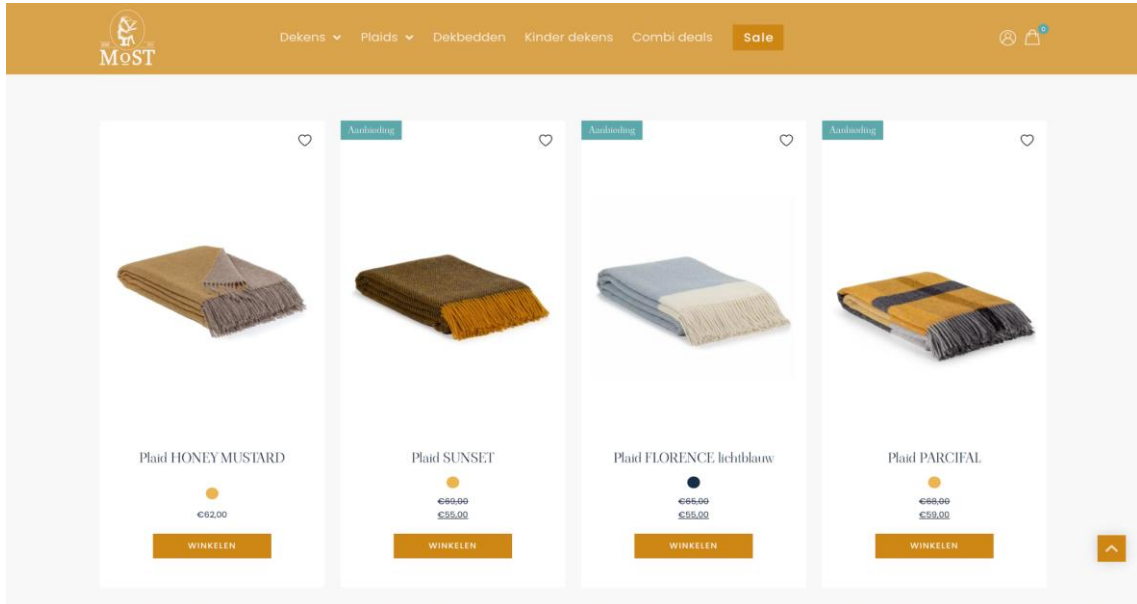 MOST
Dekens
Plaids
Dekbedden
Kinder dekens
Combi deals
Sale
0
Aanbieding
Aanbieding
Aanbieding
Plaid HONEY MUSTARD
€62,00
WINKELEN
Plaid SUNSET
€69,00
€55,00
WINKELEN
Plaid FLORENCE lichtblauw
€65,00
€55,00
WINKELEN
Plaid PARCIFAL
€68,00
€59,00
WINKELEN